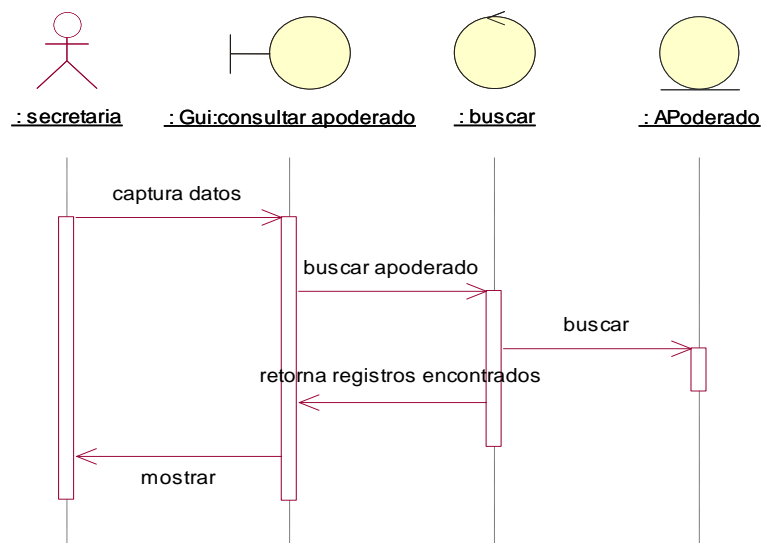 : secretaria
: Gui:consultar apoderado
: buscar
: APoderado
captura datos
buscar apoderado
buscar
retorna registros encontrados
mostrar